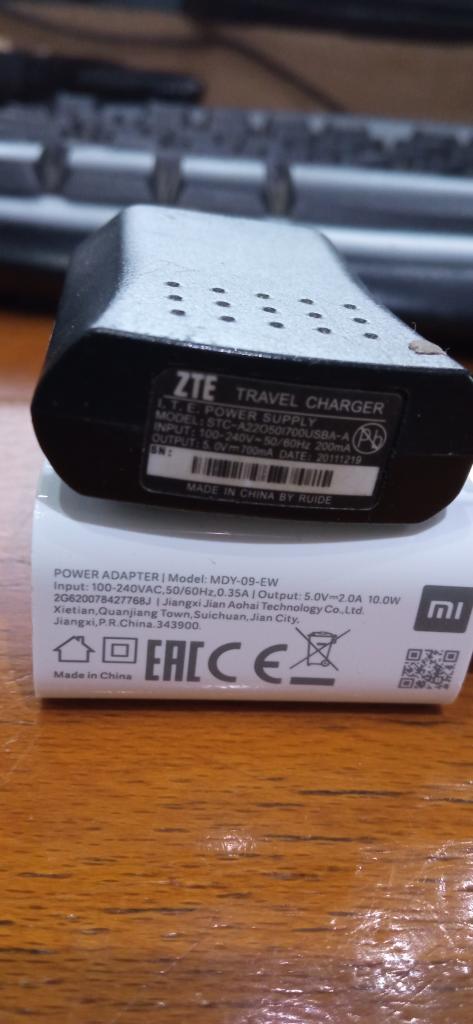 ZTE TRAVEL CHARGER
I.T.E. POWER SUPPLY
MODEL: STC-A22O50I700USBA-A
INPUT: 100-240V~50/60Hz 200mA
OUTPUT: 5.0V⎓700mA DATE: 20111219
SN:
MADE IN CHINA BY RUIDE
Pb
POWER ADAPTER | Model: MDY-09-EW
Input: 100-240VAC,50/60Hz,0.35A | Output: 5.0V⎓2.0A 10.0W
2G620078427768J | Jiangxi Jian Aohai Technology Co.,Ltd.
Xietian,Quanjiang Town,Suichuan,Jian City,
Jiangxi,P.R.China.343900.
mi
EAC CE
Made in China